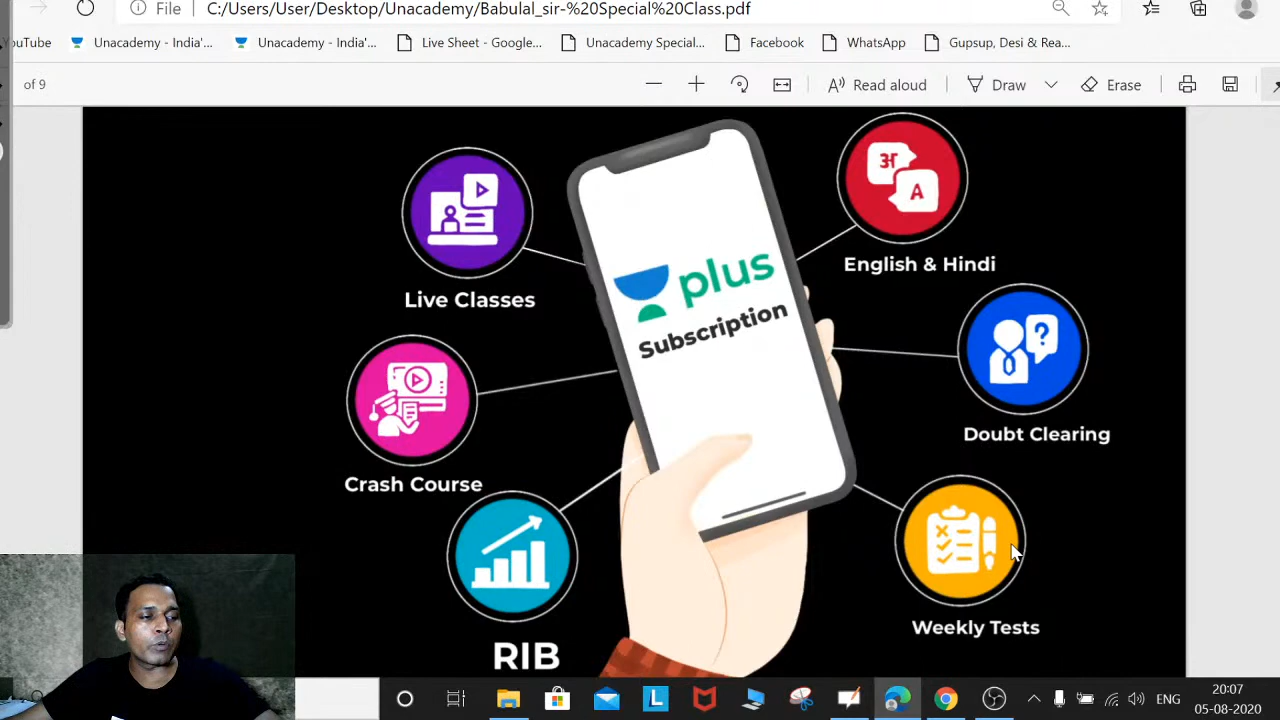 File
C:/Users/User/Desktop/Unacademy/Babulal_sir-%20Special%20Class.pdf
YouTube
Unacademy - India'...
Unacademy - India'...
Live Sheet - Google...
Unacademy Special...
Facebook
WhatsApp
Gupsup, Desi & Rea...
of 9
Read aloud
Draw
Erase
अ
A
Live Classes
English & Hindi
plus
Subscription
?
Crash Course
Doubt Clearing
RIB
Weekly Tests
L
ENG
20:07
05-08-2020